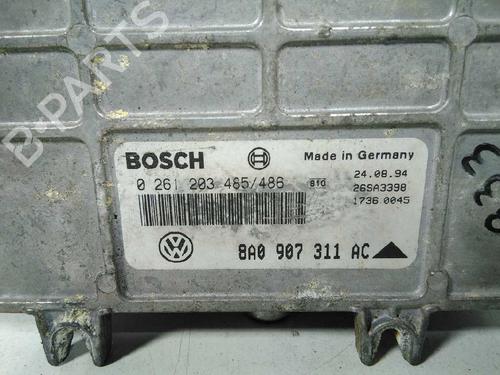 B-PARTS
BOSCH
Made in Germany
0 261 203 485/486
S10
24.08.94
26SA3398
1736 0045
8A0 907 311 AC